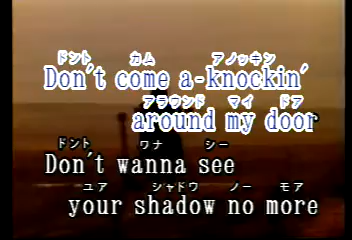 ドント カム アノッキン
Don't come a-knockin'
アラウンド マイ ドア
around my door
ドント ワナ シー
Don't wanna see
ユア シャドウ ノー モア
your shadow no more